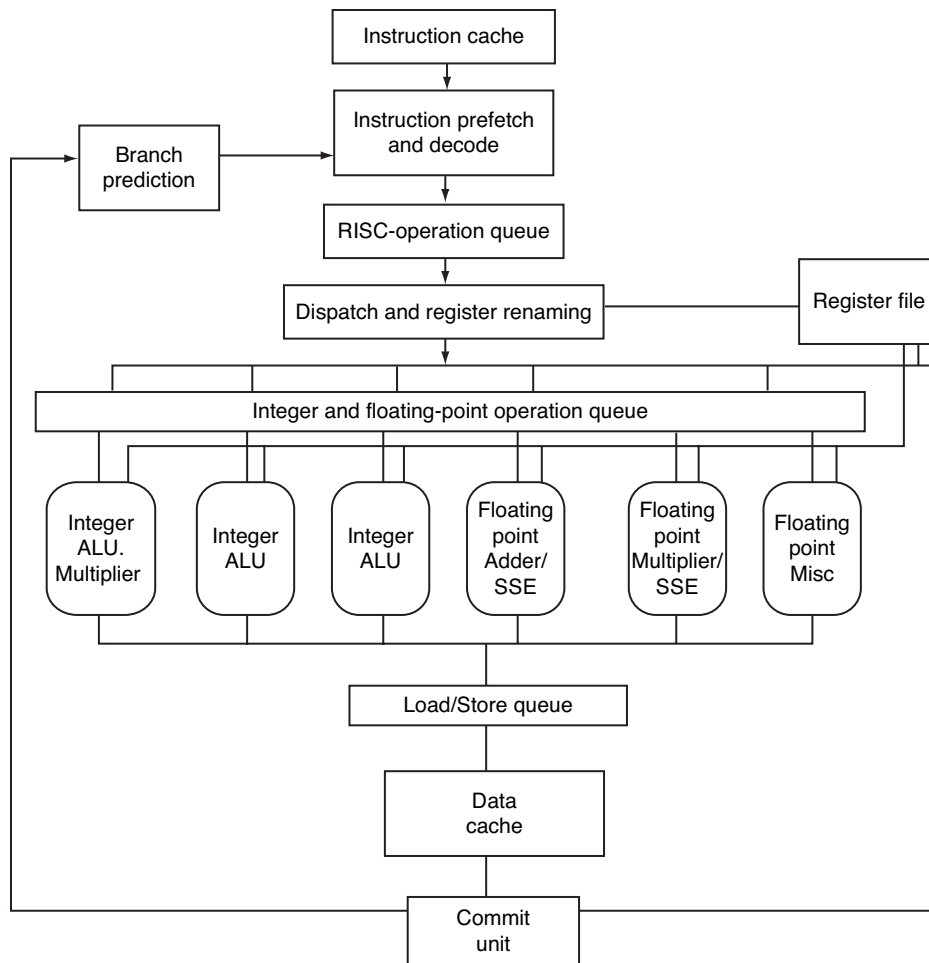 Instruction cache
Instruction prefetch
and decode
Branch
prediction
RISC-operation queue
Dispatch and register renaming
Register file
Integer and floating-point operation queue
Integer
ALU.
Multiplier
Integer
ALU
Integer
ALU
Floating
point
Adder/
SSE
Floating
point
Multiplier/
SSE
Floating
point
Misc
Load/Store queue
Data
cache
Commit
unit